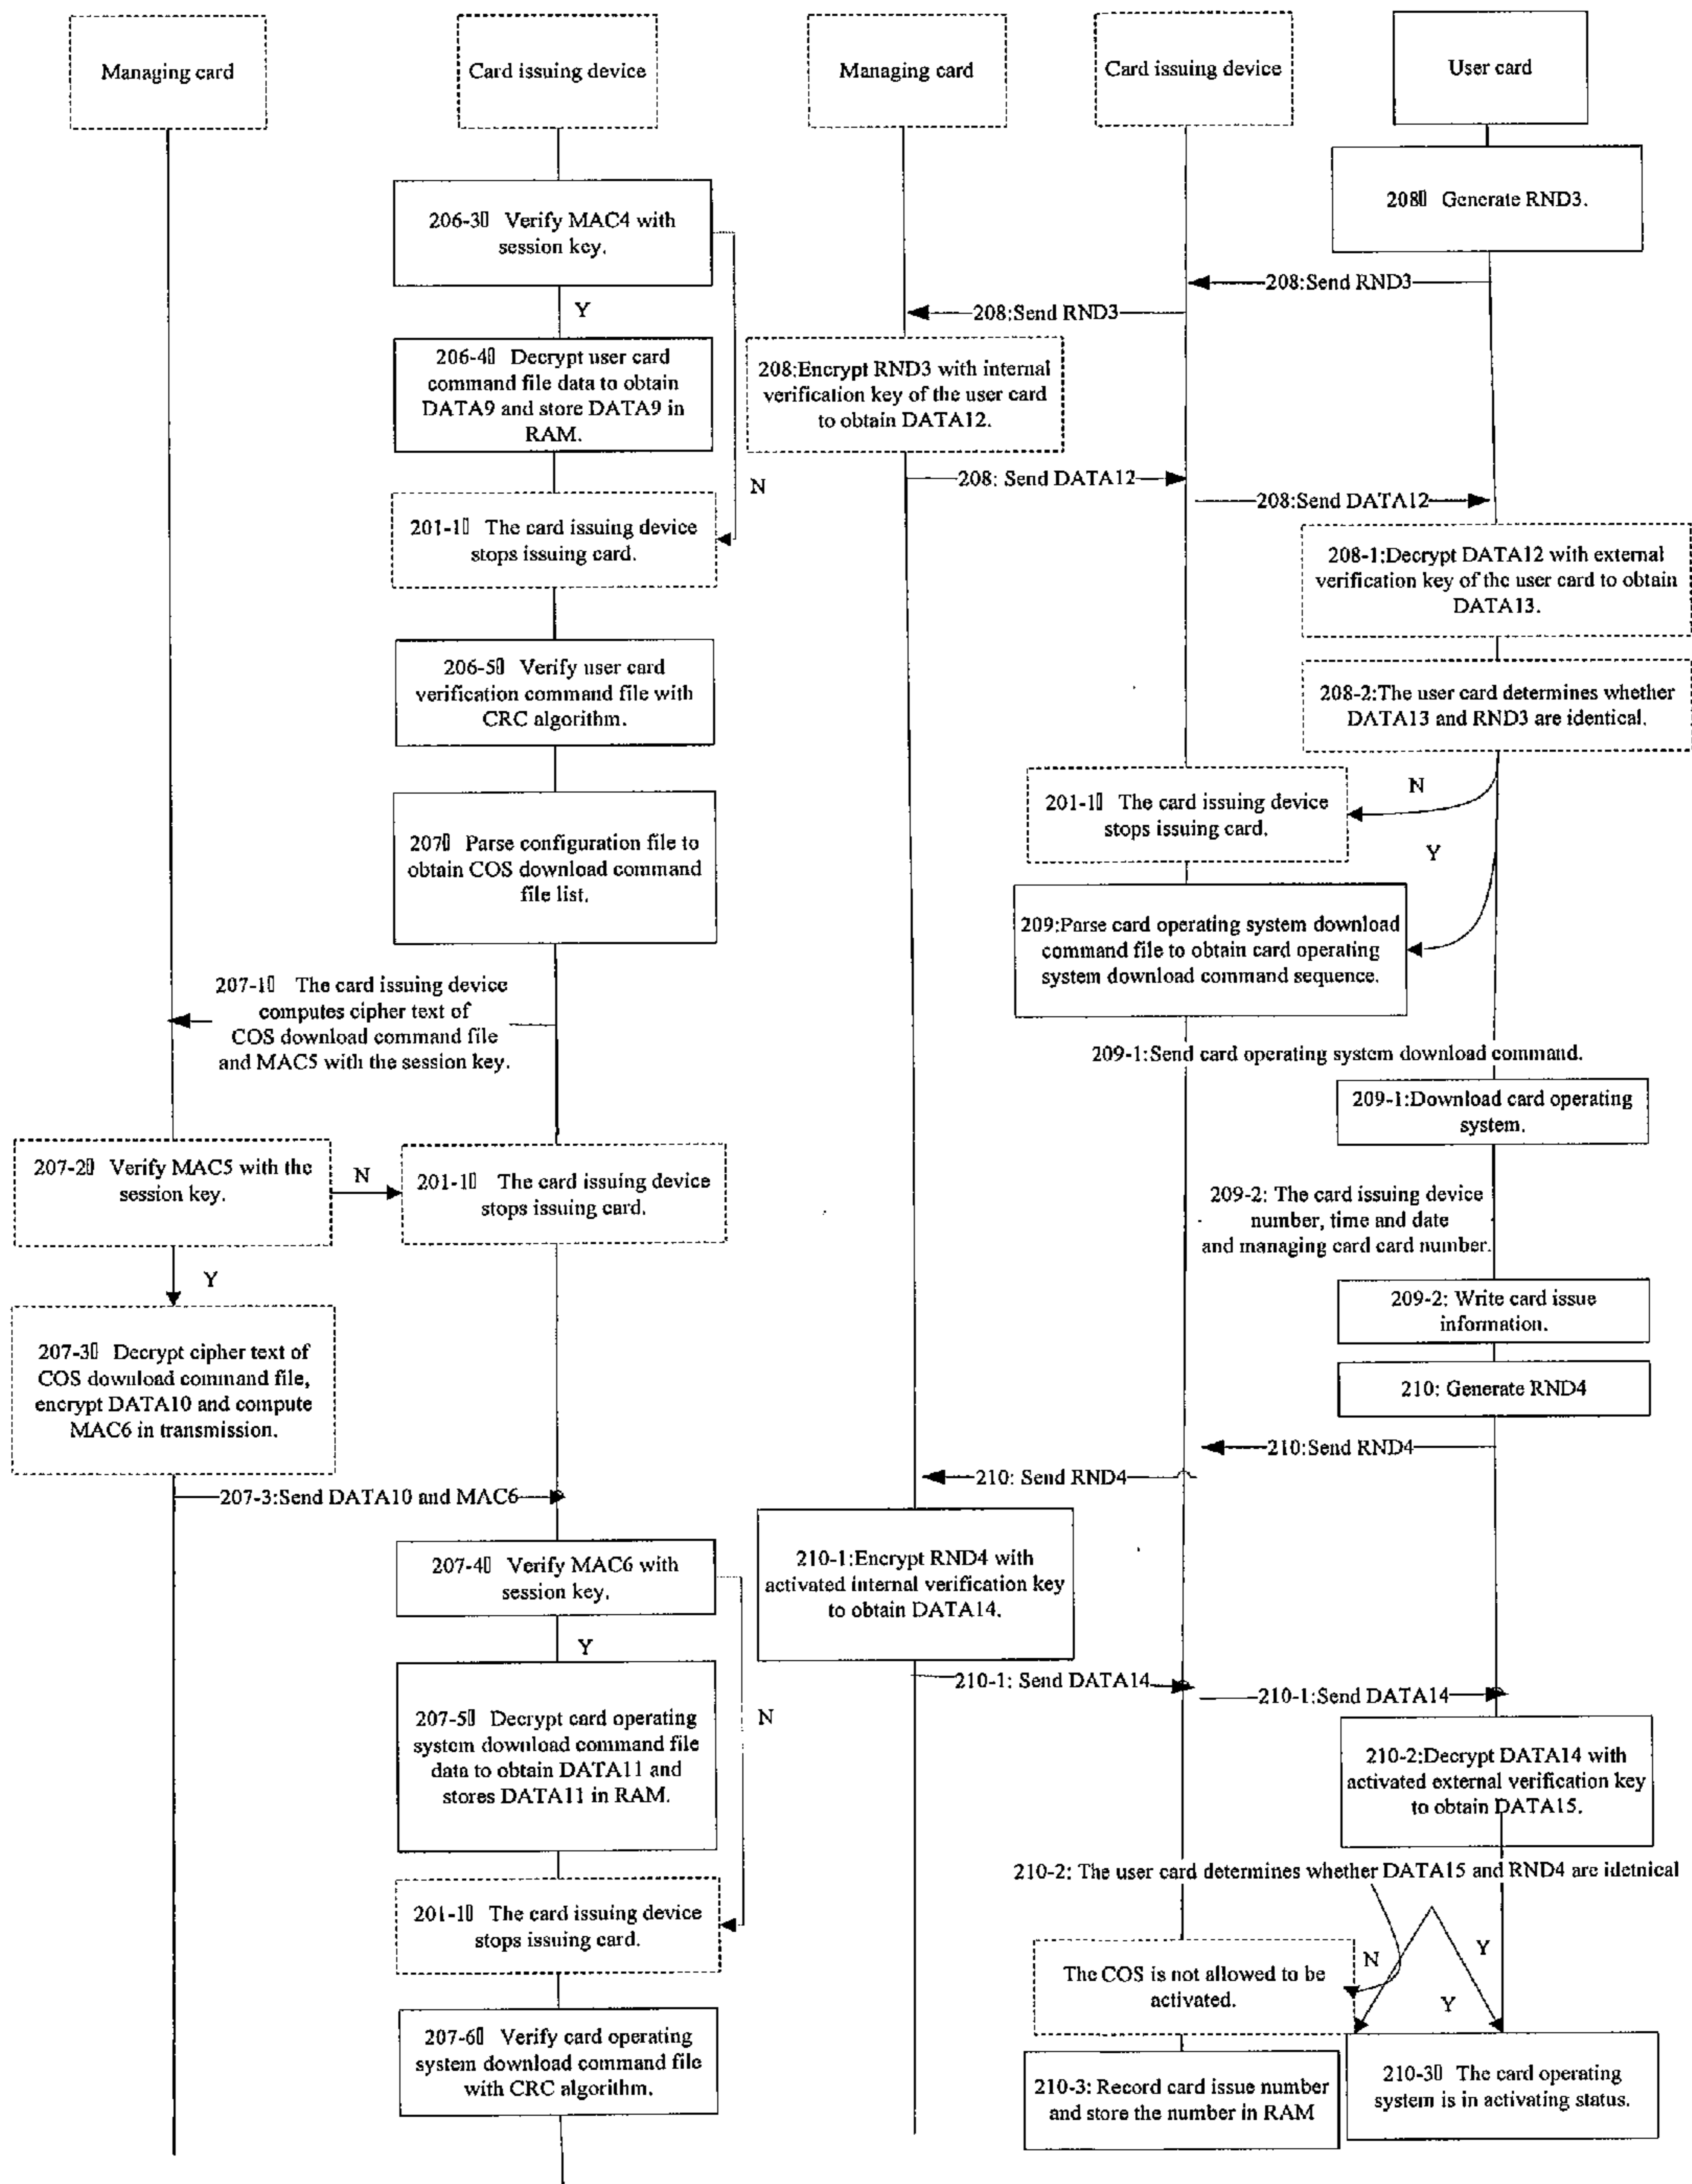 Managing card
Card issuing device
Managing card
Card issuing device
User card
206-3▯ Verify MAC4 with
session key.
Y
N
206-4▯ Decrypt user card
command file data to obtain
DATA9 and store DATA9 in
RAM.
201-1▯ The card issuing device
stops issuing card.
206-5▯ Verify user card
verification command file with
CRC algorithm.
207▯ Parse configuration file to
obtain COS download command
file list.
207-1▯ The card issuing device
computes cipher text of
COS download command file
and MAC5 with the session key.
207-2▯ Verify MAC5 with the
session key.
N
201-1▯ The card issuing device
stops issuing card.
Y
207-3▯ Decrypt cipher text of
COS download command file,
encrypt DATA10 and compute
MAC6 in transmission.
207-3:Send DATA10 and MAC6
207-4▯ Verify MAC6 with
session key.
Y
N
207-5▯ Decrypt card operating
system download command file
data to obtain DATA11 and
stores DATA11 in RAM.
201-1▯ The card issuing device
stops issuing card.
207-6▯ Verify card operating
system download command file
with CRC algorithm.
208▯ Generate RND3.
208:Send RND3
208:Send RND3
208:Encrypt RND3 with internal
verification key of the user card
to obtain DATA12.
208: Send DATA12
208:Send DATA12
208-1:Decrypt DATA12 with external
verification key of the user card to obtain
DATA13.
208-2:The user card determines whether
DATA13 and RND3 are identical.
N
201-1▯ The card issuing device
stops issuing card.
Y
209:Parse card operating system download
command file to obtain card operating
system download command sequence.
209-1:Send card operating system download command.
209-1:Download card operating
system.
209-2: The card issuing device
number, time and date
and managing card card number.
209-2: Write card issue
information.
210: Generate RND4
210:Send RND4
210: Send RND4
210-1:Encrypt RND4 with
activated internal verification key
to obtain DATA14.
210-1: Send DATA14
210-1:Send DATA14
210-2:Decrypt DATA14 with
activated external verification key
to obtain DATA15.
210-2: The user card determines whether DATA15 and RND4 are idetnical
N
Y
Y
The COS is not allowed to be
activated.
210-3: Record card issue number
and store the number in RAM
210-3▯ The card operating
system is in activating status.